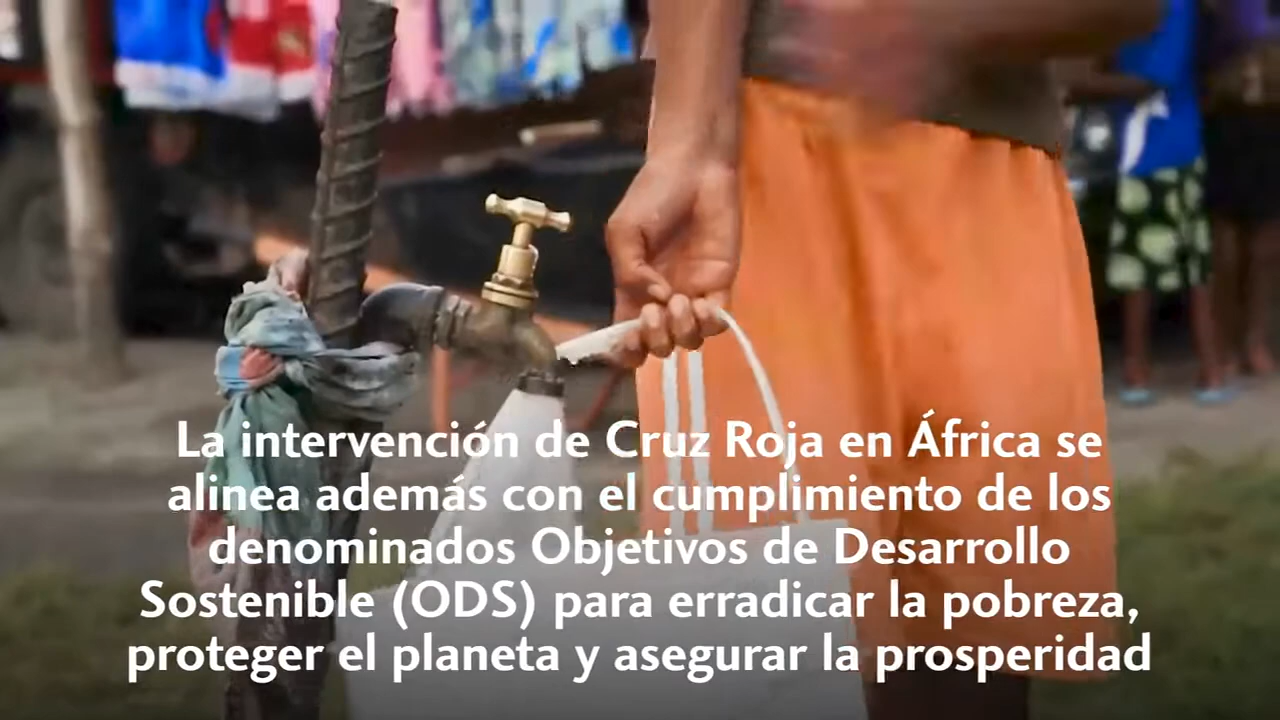 La intervención de Cruz Roja en África se
alinea además con el cumplimiento de los
denominados Objetivos de Desarrollo
Sostenible (ODS) para erradicar la pobreza,
proteger el planeta y asegurar la prosperidad